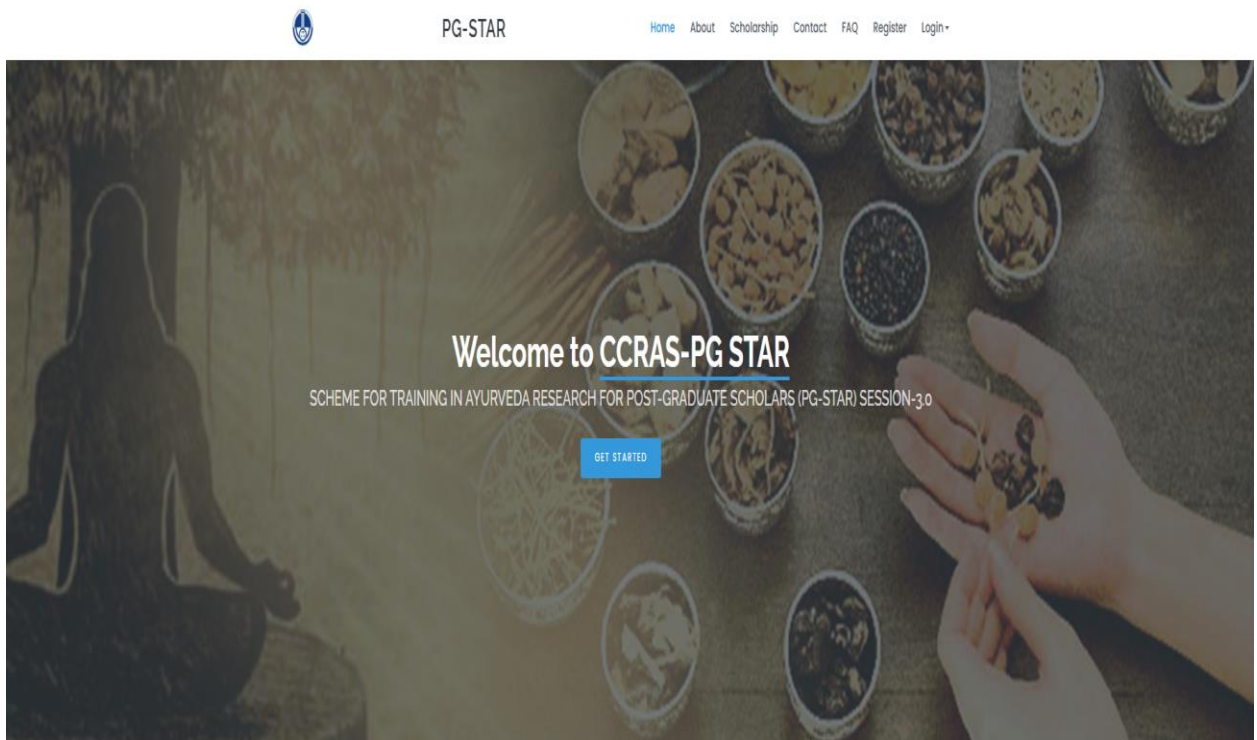 PG-STAR
Home About Scholarship Contact FAQ Register Login
Welcome to CCRAS-PG STAR
SCHEME FOR TRAINING IN AYURVEDA RESEARCH FOR POST-GRADUATE SCHOLARS (PG-STAR) SESSION-3.0
GET STARTED